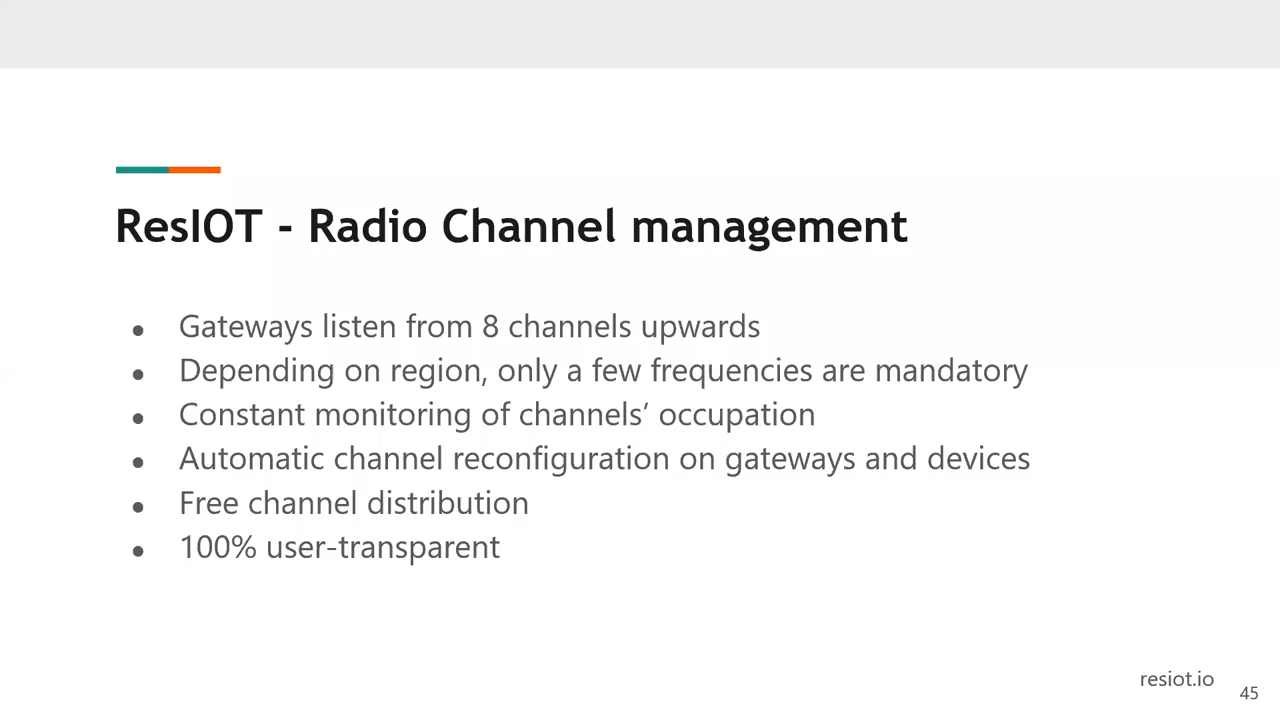 ResIOT - Radio Channel management
● Gateways listen from 8 channels upwards
● Depending on region, only a few frequencies are mandatory
● Constant monitoring of channels’ occupation
● Automatic channel reconfiguration on gateways and devices
● Free channel distribution
● 100% user-transparent
resiot.io
45